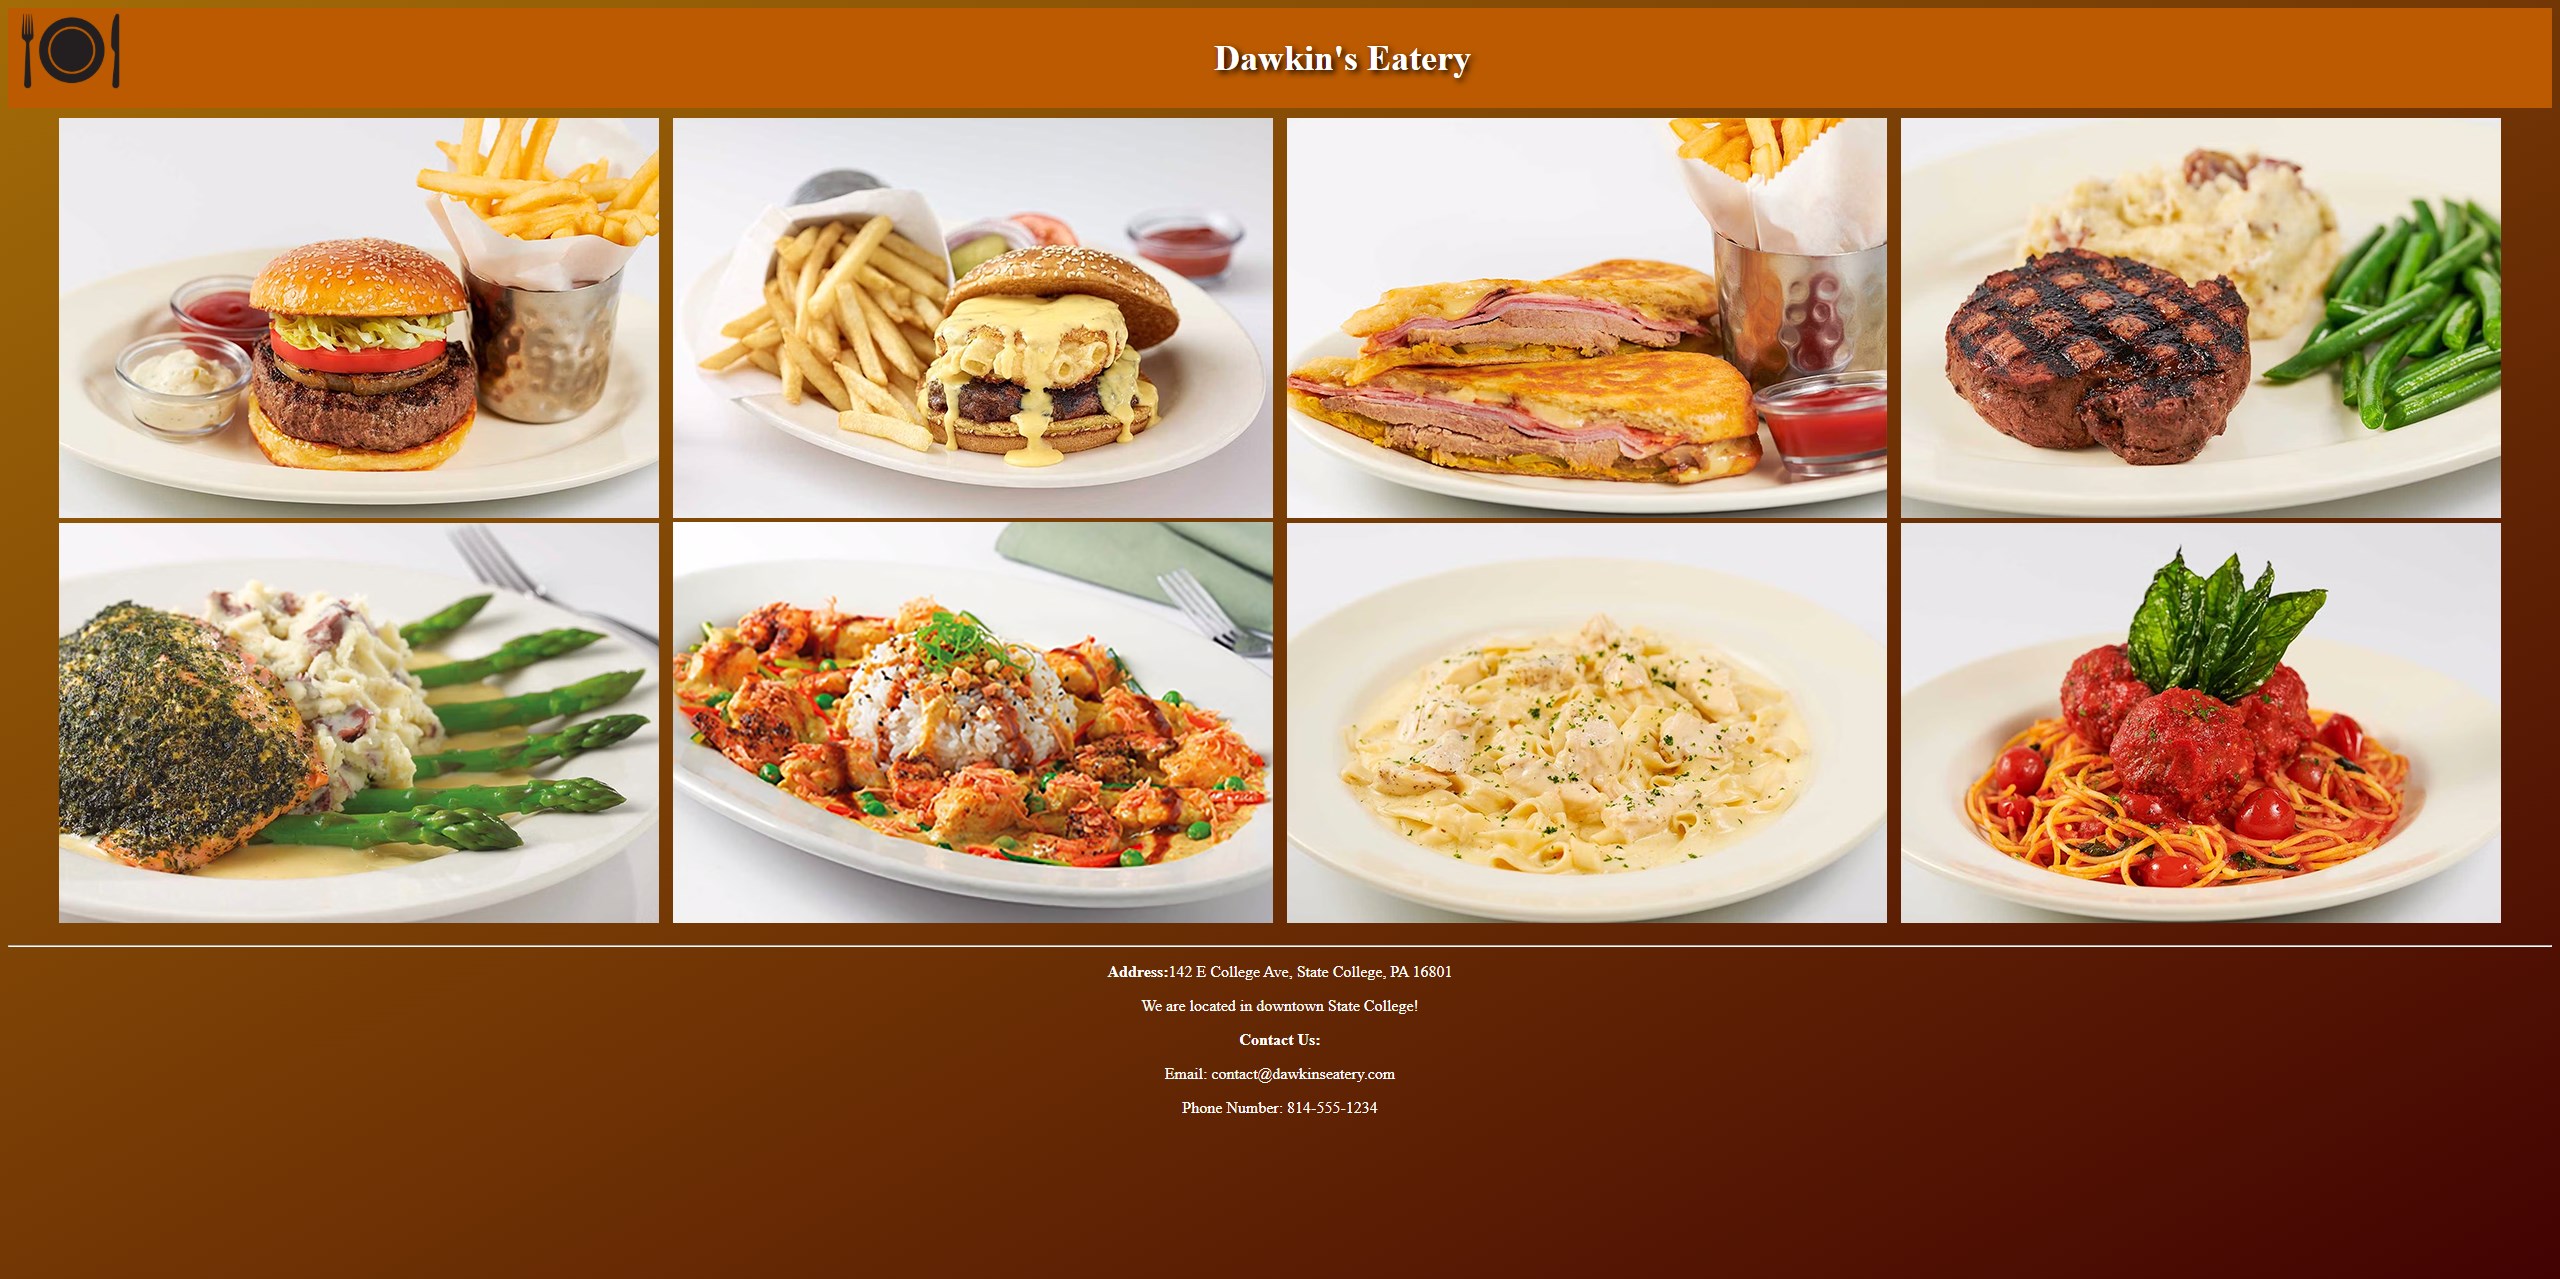 Dawkin's Eatery
Address:142 E College Ave, State College, PA 16801
We are located in downtown State College!
Contact Us:
Email: contact@dawkinseatery.com
Phone Number: 814-555-1234